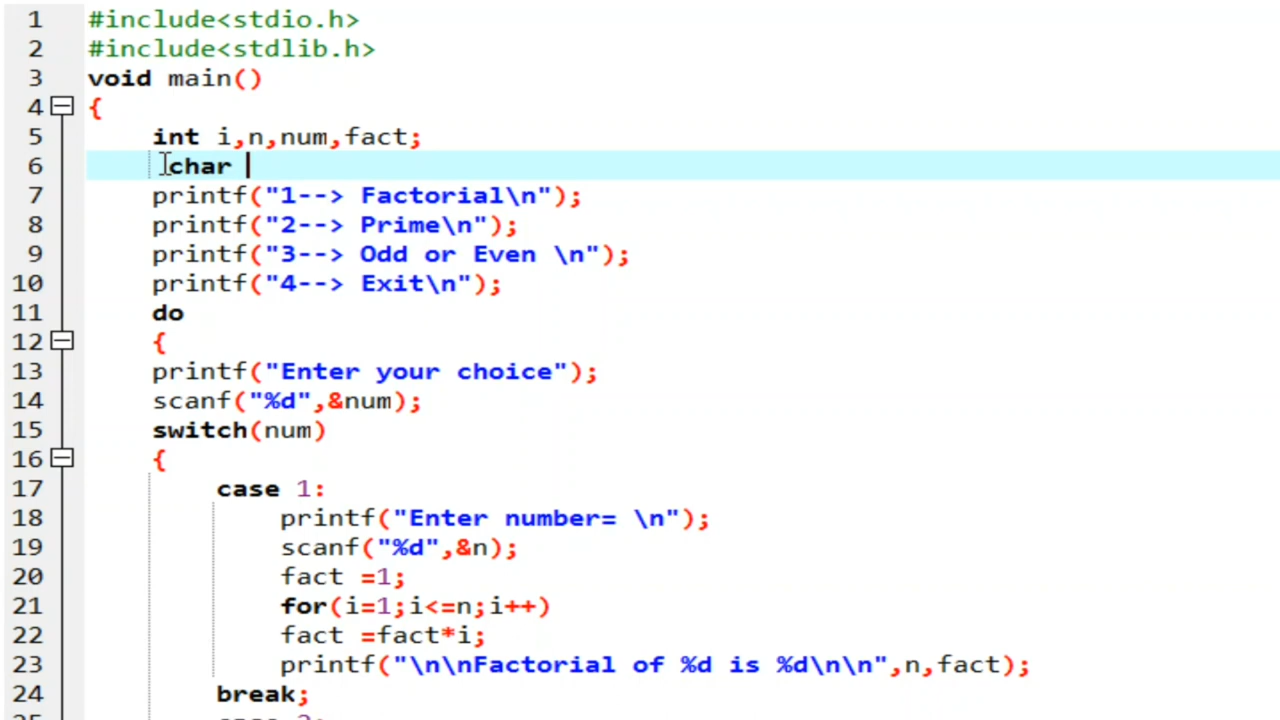 1 #include<stdio.h>
2 #include<stdlib.h>
3 void main()
4 {
5 int i,n,num,fact;
6 char
7 printf("1--> Factorial\n");
8 printf("2--> Prime\n");
9 printf("3--> Odd or Even \n");
10 printf("4--> Exit\n");
11 do
12 {
13 printf("Enter your choice");
14 scanf("%d",&num);
15 switch(num)
16 {
17 case 1:
18 printf("Enter number= \n");
19 scanf("%d",&n);
20 fact =1;
21 for(i=1;i<=n;i++)
22 fact =fact*i;
23 printf("\n\nFactorial of %d is %d\n\n",n,fact);
24 break;